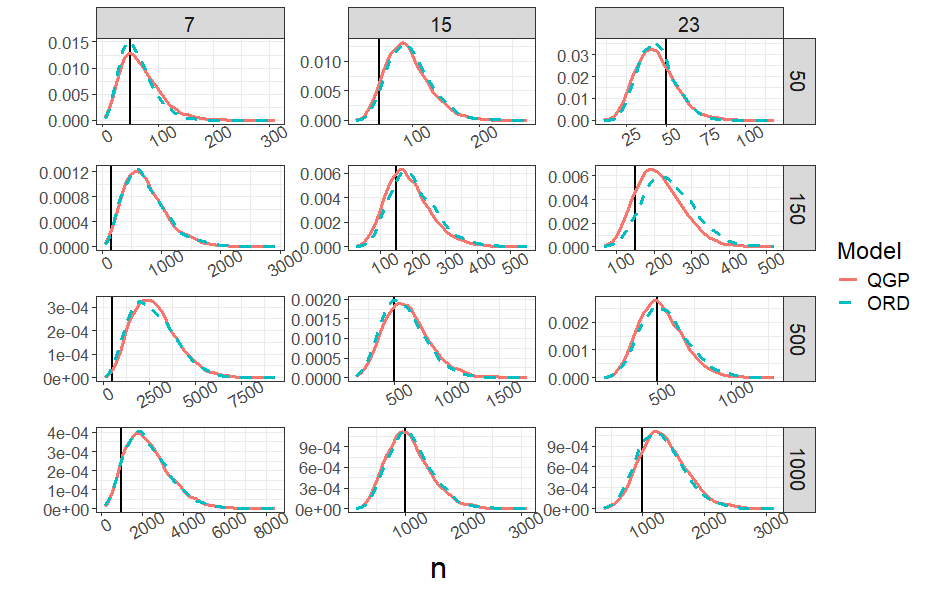 7 15 23
0.015
0.010
0.005
0.000
0 100 200 300
0.010
0.005
0.000
100 200
0.03
0.02
0.01
0.00
25 50 75 100
50
0.0012
0.0008
0.0004
0.0000
0 1000 2000 3000
0.006
0.004
0.002
0.000
100 200 300 400 500
0.006
0.004
0.002
0.000
100 200 300 400 500
150
3e-04
2e-04
1e-04
0e+00
0 2500 5000 7500
0.0020
0.0015
0.0010
0.0005
0.0000
500 1000 1500
0.002
0.001
0.000
500 1000
500
4e-04
3e-04
2e-04
1e-04
0e+00
0 2000 4000 6000 8000
9e-04
6e-04
3e-04
0e+00
1000 2000 3000
9e-04
6e-04
3e-04
0e+00
1000 2000 3000
1000
n
Model
QGP
ORD